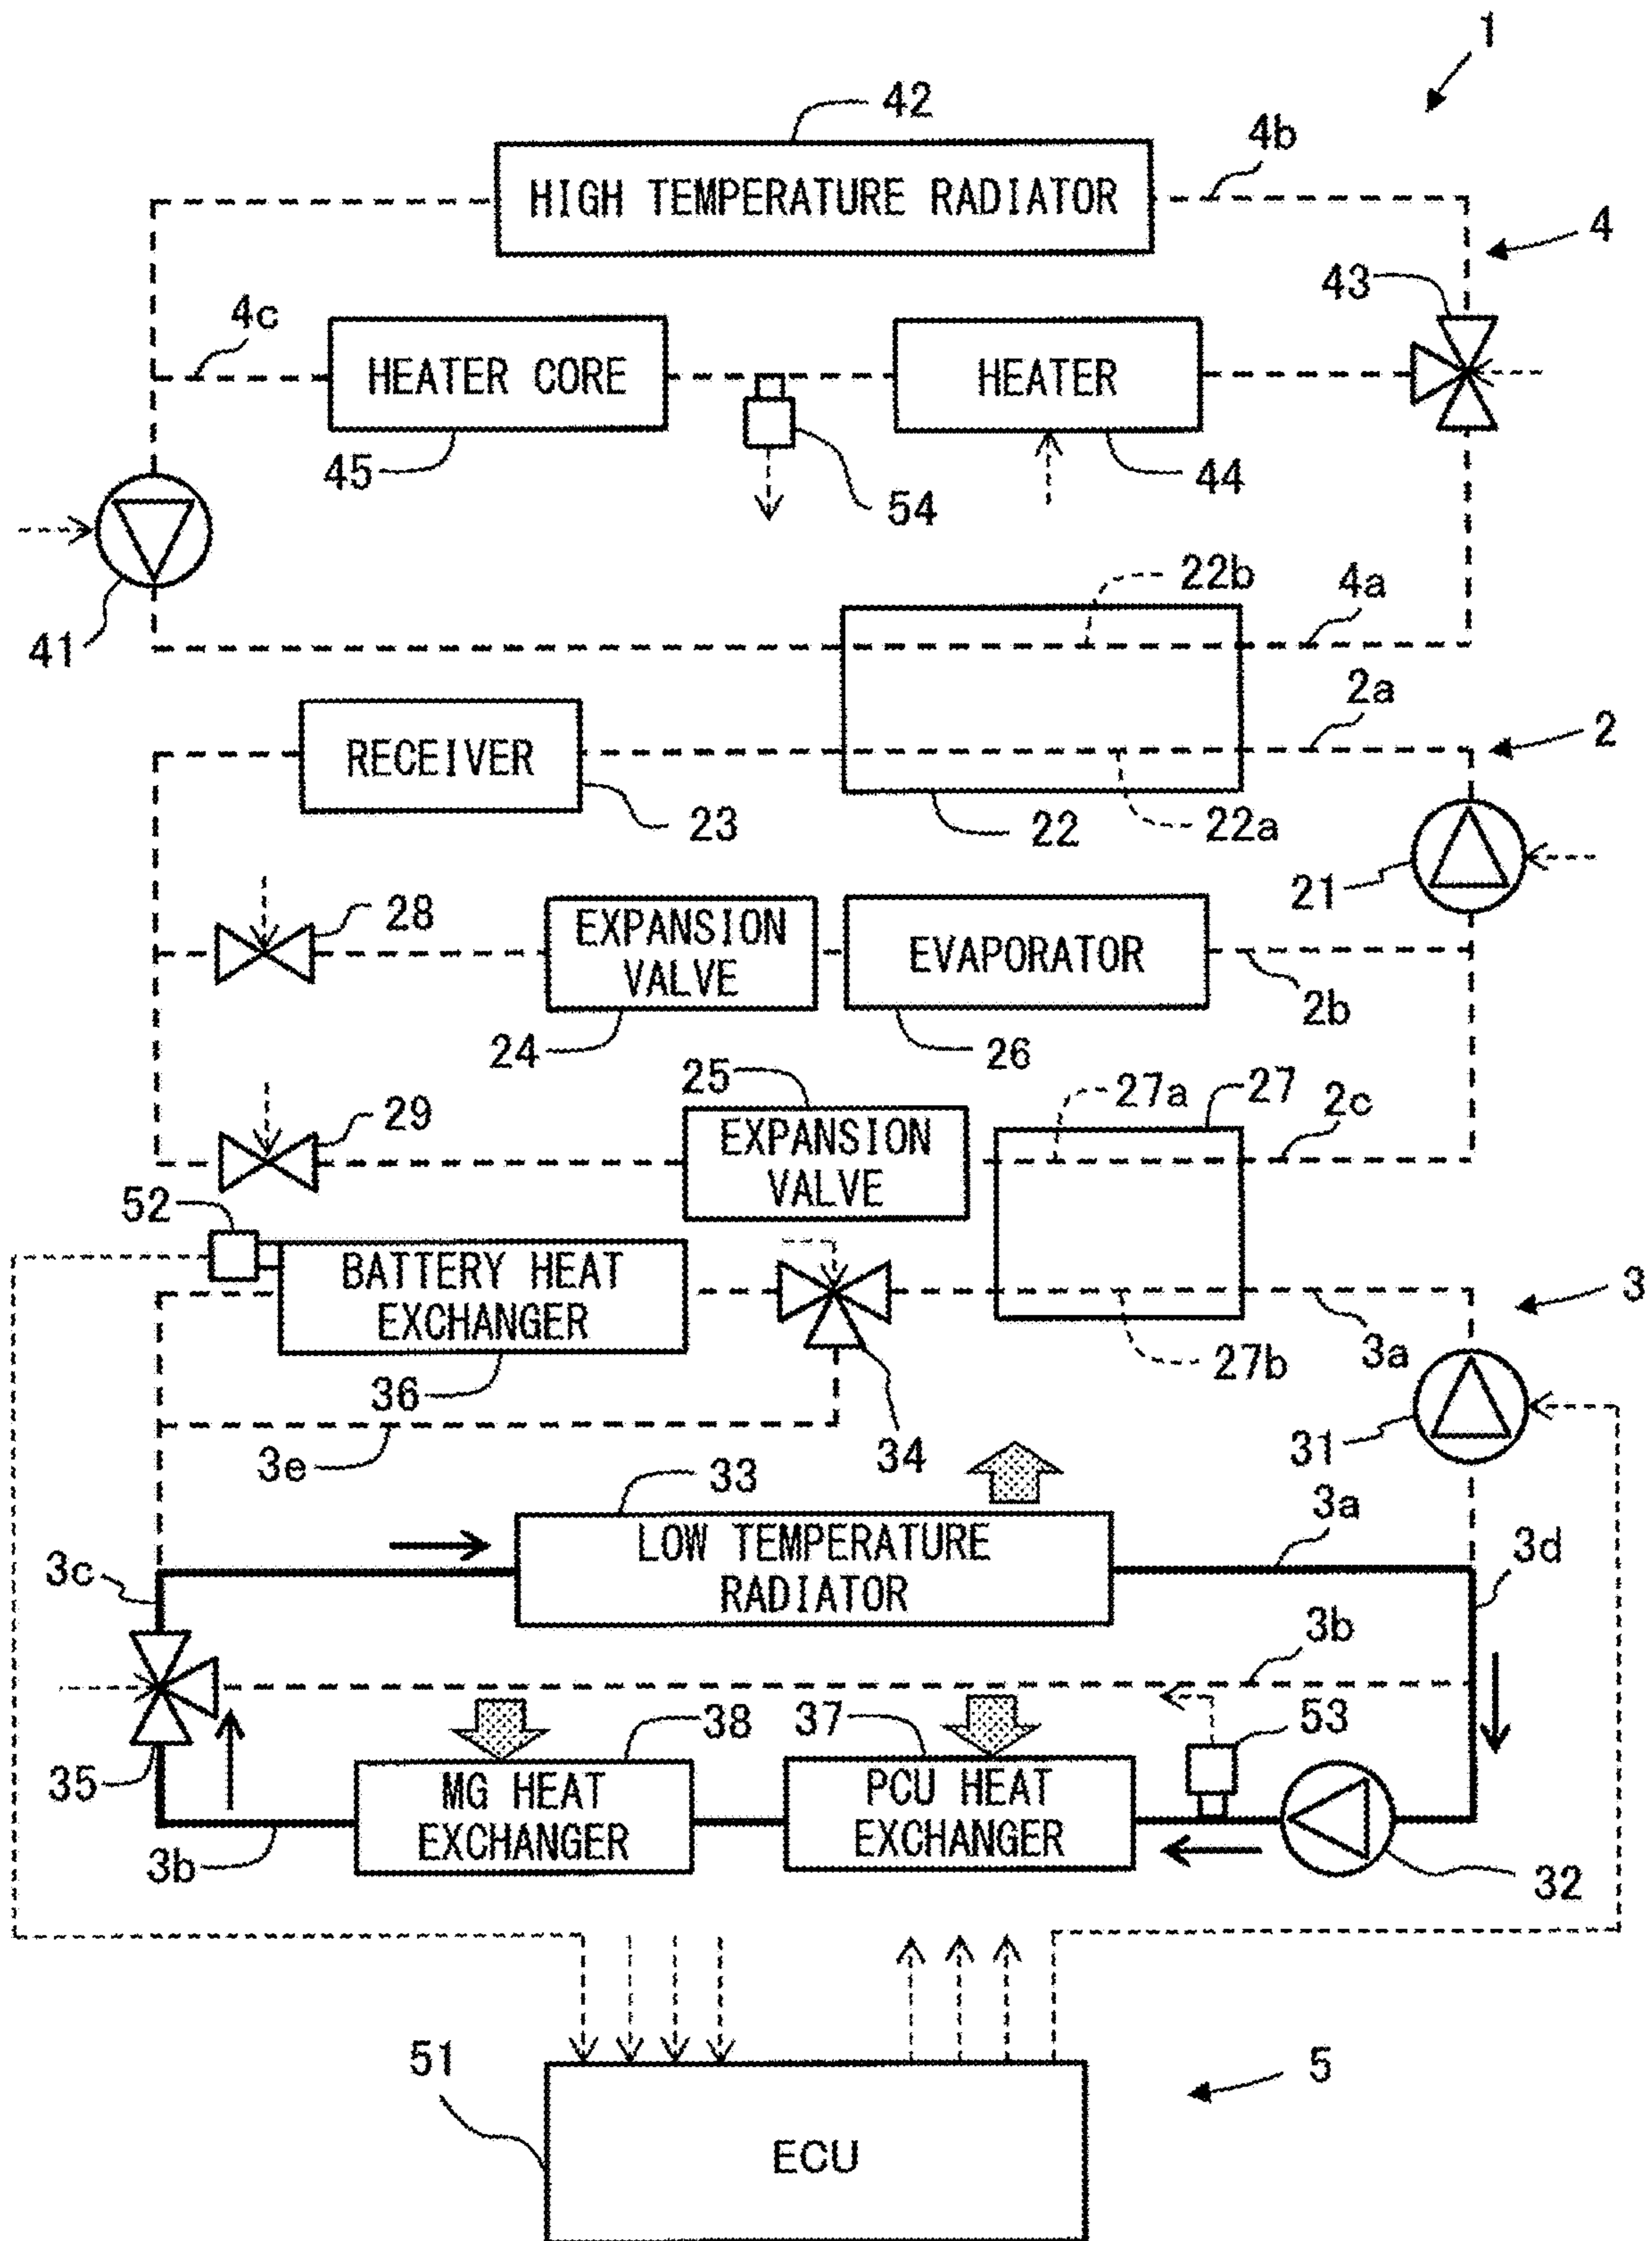 1
42
4b
HIGH TEMPERATURE RADIATOR
4
43
4c
HEATER CORE
HEATER
45
54
44
41
22b
4a
2a
2
RECEIVER
23
22
22a
21
28
EXPANSION
VALVE
EVAPORATOR
24
26
2b
25
27a
27
2c
29
EXPANSION
VALVE
52
BATTERY HEAT
EXCHANGER
3
36
34
27b
3a
31
3e
33
3a
3d
LOW TEMPERATURE
RADIATOR
3c
3b
38
37
53
35
MG HEAT
EXCHANGER
PCU HEAT
EXCHANGER
3b
32
51
5
ECU